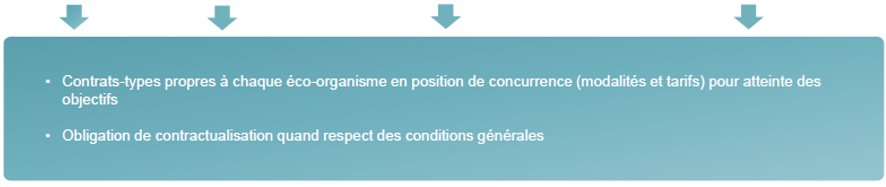 • Contrats-types propres à chaque éco-organisme en position de concurrence (modalités et tarifs) pour atteinte des
objectifs
• Obligation de contractualisation quand respect des conditions générales